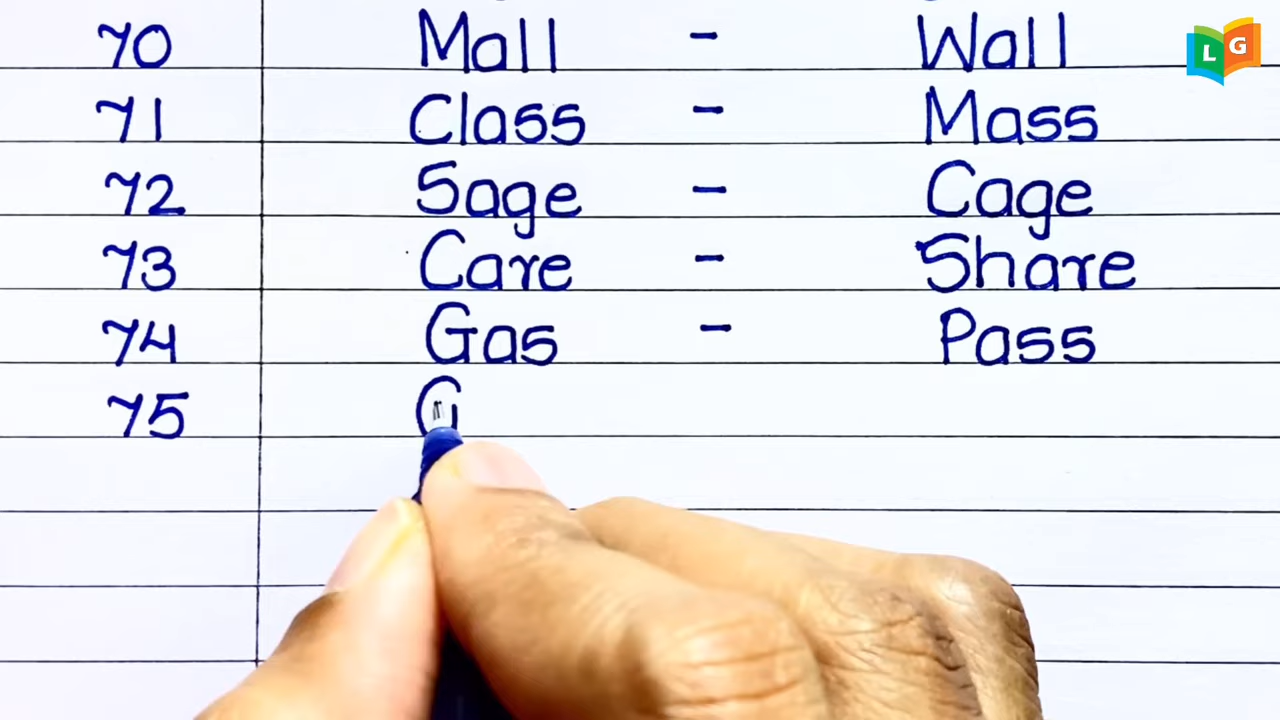 70 Mall - Wall
71 Class - Mass
72 Sage - Cage
73 Care - Share
74 Gas - Pass
75 G
LG